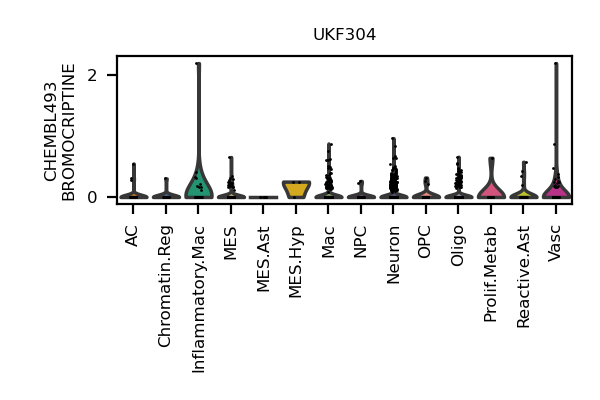 UKF304
CHEMBL493
BROMOCRIPTINE
2
0
AC
Chromatin.Reg
Inflammatory.Mac
MES
MES.Ast
MES.Hyp
Mac
NPC
Neuron
OPC
Oligo
Prolif.Metab
Reactive.Ast
Vasc